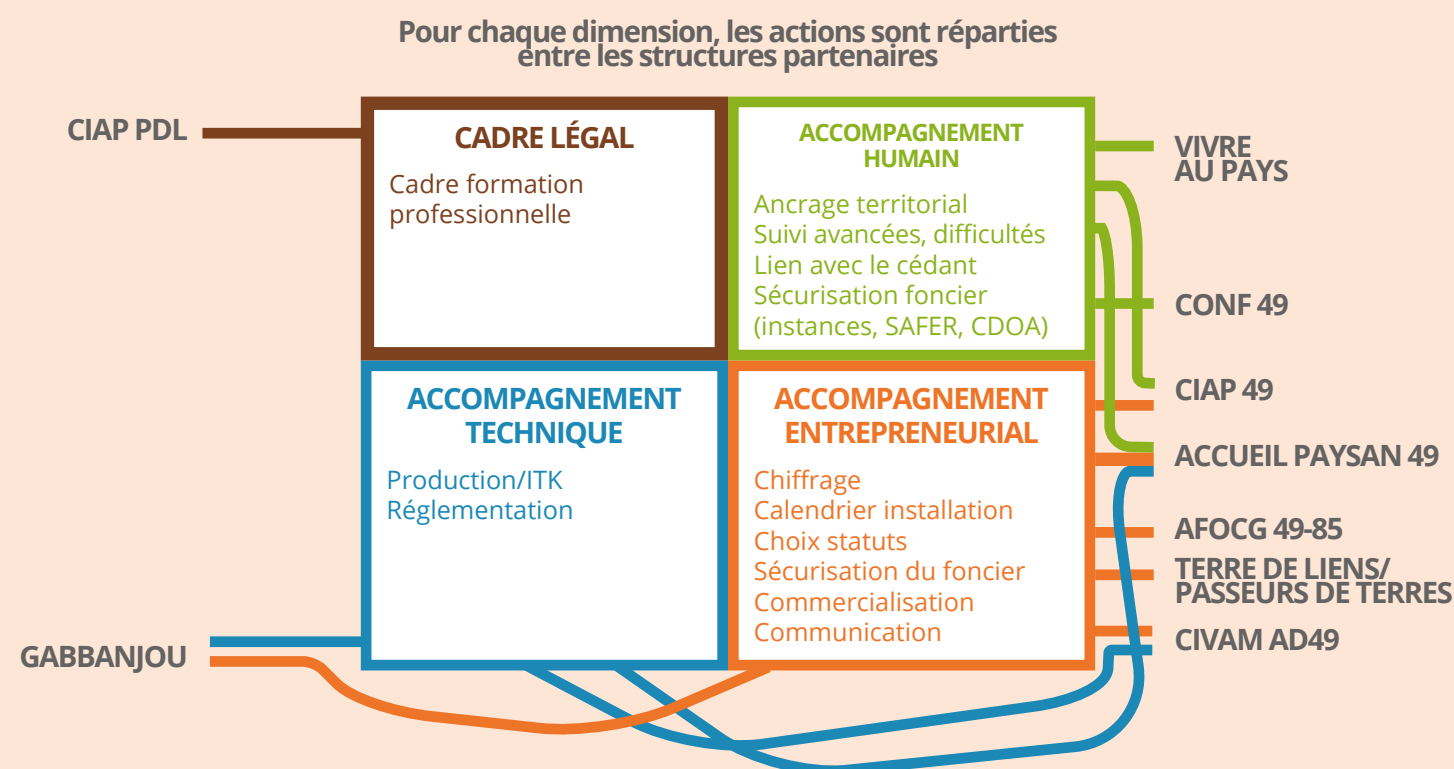 Pour chaque dimension, les actions sont réparties
entre les structures partenaires
CIAP PDL
CADRE LÉGAL
Cadre formation
professionnelle
ACCOMPAGNEMENT
HUMAIN
Ancrage territorial
Suivi avancées, difficultés
Lien avec le cédant
Sécurisation foncier
(instances, SAFER, CDOA)
VIVRE
AU PAYS
CONF 49
CIAP 49
ACCUEIL PAYSAN 49
AFOCG 49-85
TERRE DE LIENS/
PASSEURS DE TERRES
CIVAM AD49
GABBANJOU
ACCOMPAGNEMENT
TECHNIQUE
Production/ITK
Réglementation
ACCOMPAGNEMENT
ENTREPRENEURIAL
Chiffrage
Calendrier installation
Choix statuts
Sécurisation du foncier
Commercialisation
Communication